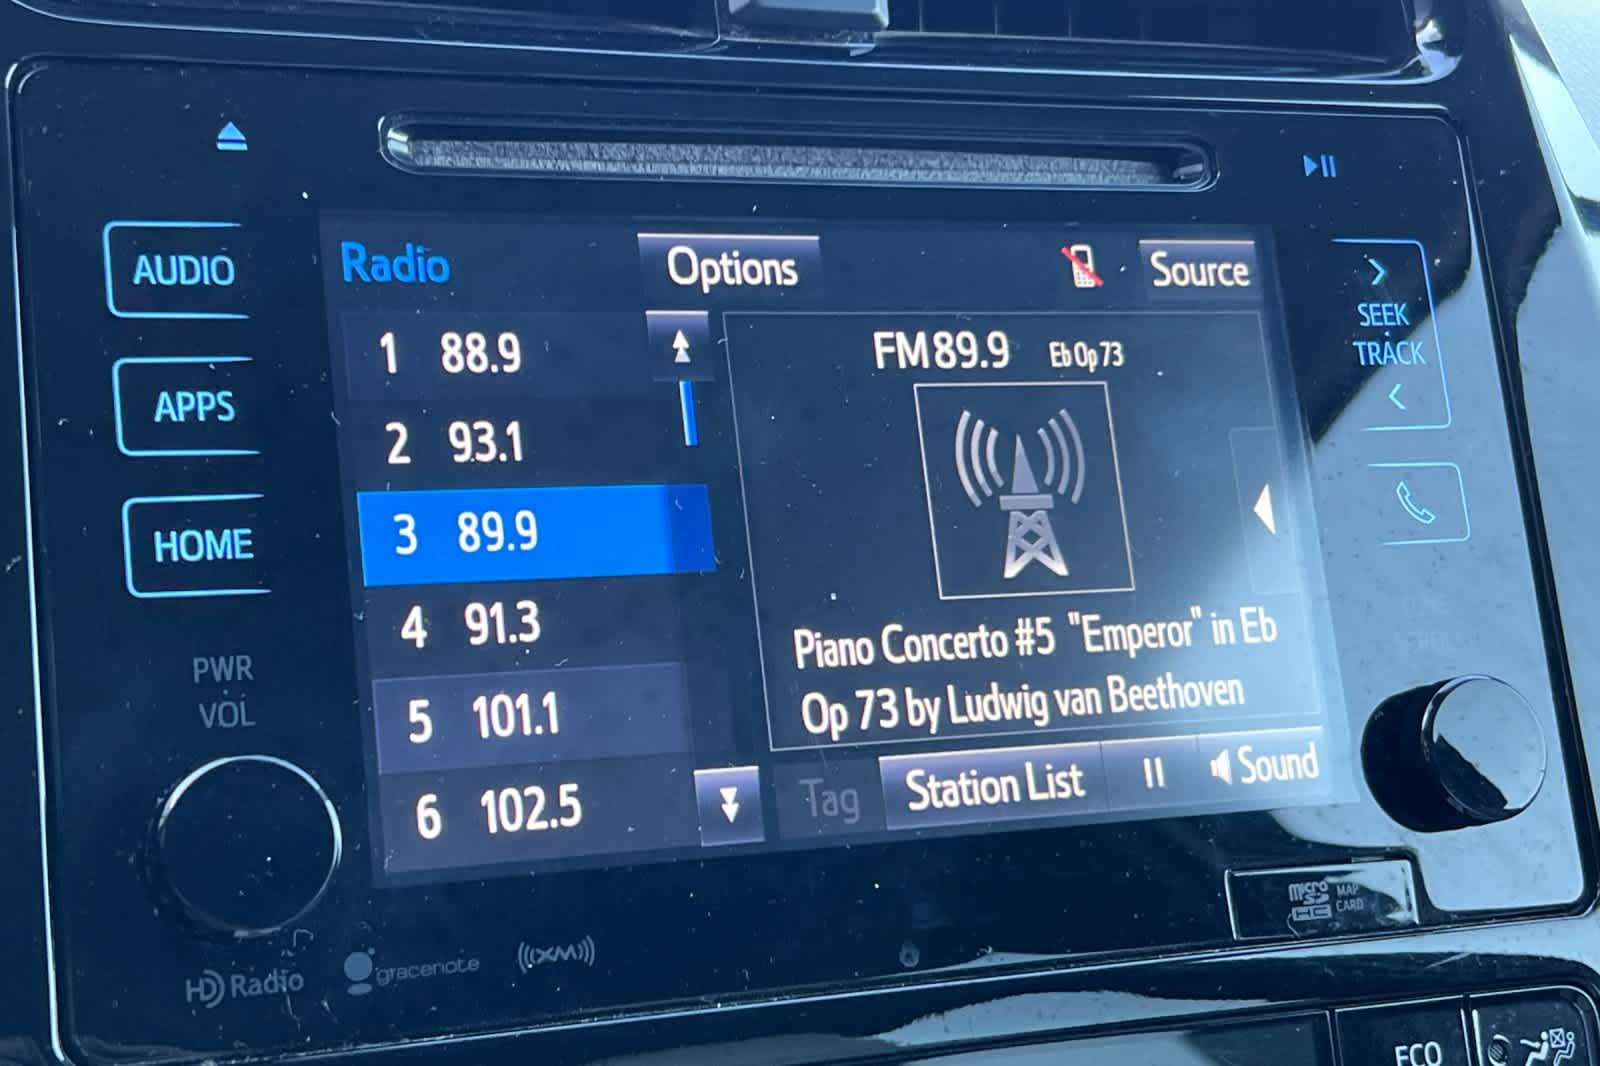 AUDIO
APPS
HOME
PWR
VOL
Radio
Options
Source
1 88.9
2 93.1
3 89.9
4 91.3
5 101.1
6 102.5
FM 89.9 Eb Op 73
Piano Concerto #5 "Emperor" in Eb
Op 73 by Ludwig van Beethoven
Tag
Station List
Sound
SEEK
TRACK
HD Radio
gracenote
((XM))
micro
SD
HC
MAP
CARD
ECO